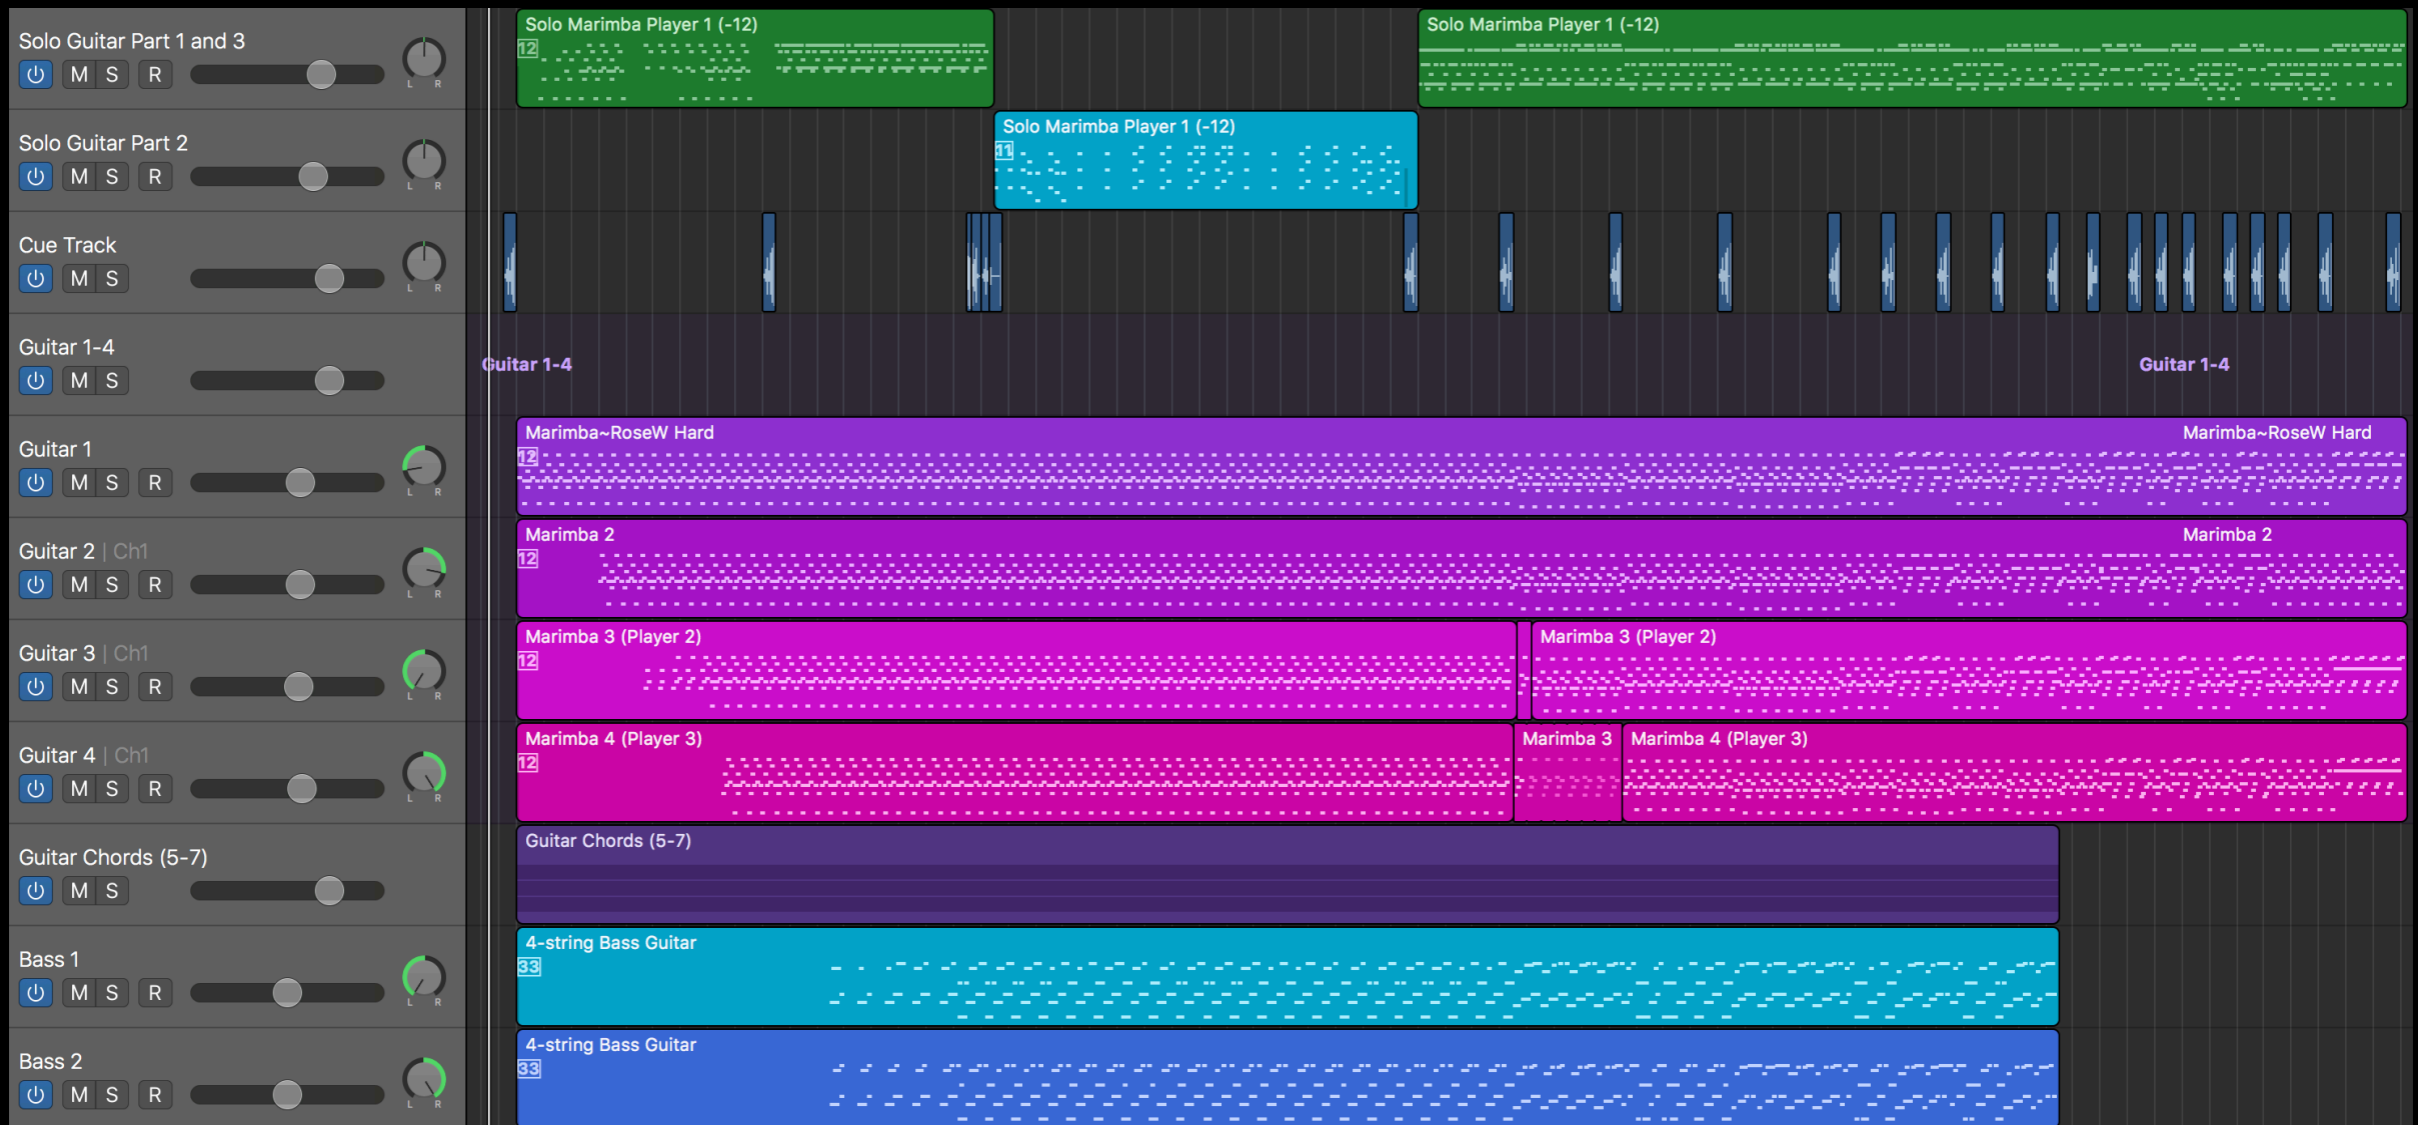 Solo Guitar Part 1 and 3
M S R
L R
Solo Marimba Player 1 (-12)
12
Solo Marimba Player 1 (-12)
Solo Guitar Part 2
M S R
L R
Solo Marimba Player 1 (-12)
11
Cue Track
M S
L R
Guitar 1-4
M S
Guitar 1-4
Guitar 1-4
Guitar 1
M S R
L R
Marimba~RoseW Hard
12
Marimba~RoseW Hard
Guitar 2 | Ch1
M S R
L R
Marimba 2
12
Marimba 2
Guitar 3 | Ch1
M S R
L R
Marimba 3 (Player 2)
12
Marimba 3 (Player 2)
Guitar 4 | Ch1
M S R
L R
Marimba 4 (Player 3)
12
Marimba 3
Marimba 4 (Player 3)
Guitar Chords (5-7)
M S
Guitar Chords (5-7)
Bass 1
M S R
L R
4-string Bass Guitar
33
Bass 2
M S R
L R
4-string Bass Guitar
33